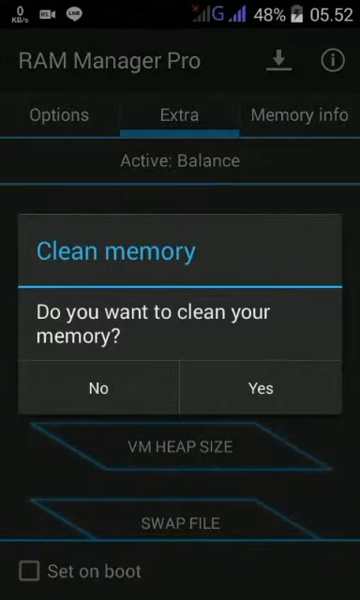 0
KB/s
LINE
G
48%
05.52
RAM Manager Pro
Options
Extra
Memory info
Active: Balance
Clean memory
Do you want to clean your
memory?
No
Yes
VM HEAP SIZE
SWAP FILE
Set on boot